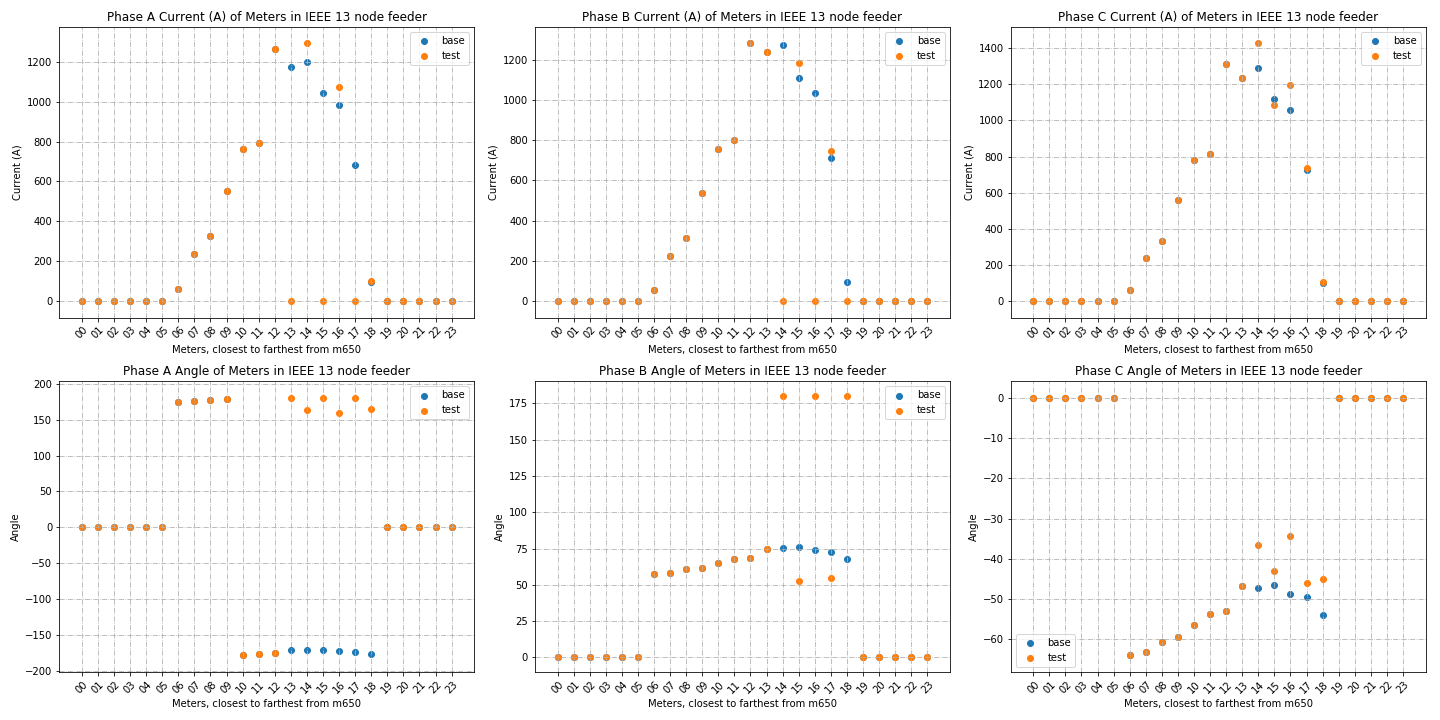 Phase A Current (A) of Meters in IEEE 13 node feeder
Current (A)
1200
1000
800
600
400
200
0
base
test
00 01 02 03 04 05 06 07 08 09 10 11 12 13 14 15 16 17 18 19 20 21 22 23
Meters, closest to farthest from m650
Phase B Current (A) of Meters in IEEE 13 node feeder
Current (A)
1200
1000
800
600
400
200
0
base
test
00 01 02 03 04 05 06 07 08 09 10 11 12 13 14 15 16 17 18 19 20 21 22 23
Meters, closest to farthest from m650
Phase C Current (A) of Meters in IEEE 13 node feeder
Current (A)
1400
1200
1000
800
600
400
200
0
base
test
00 01 02 03 04 05 06 07 08 09 10 11 12 13 14 15 16 17 18 19 20 21 22 23
Meters, closest to farthest from m650
Phase A Angle of Meters in IEEE 13 node feeder
Angle
200
150
100
50
0
−50
−100
−150
−200
base
test
00 01 02 03 04 05 06 07 08 09 10 11 12 13 14 15 16 17 18 19 20 21 22 23
Meters, closest to farthest from m650
Phase B Angle of Meters in IEEE 13 node feeder
Angle
175
150
125
100
75
50
25
0
base
test
00 01 02 03 04 05 06 07 08 09 10 11 12 13 14 15 16 17 18 19 20 21 22 23
Meters, closest to farthest from m650
Phase C Angle of Meters in IEEE 13 node feeder
Angle
0
−10
−20
−30
−40
−50
−60
base
test
00 01 02 03 04 05 06 07 08 09 10 11 12 13 14 15 16 17 18 19 20 21 22 23
Meters, closest to farthest from m650